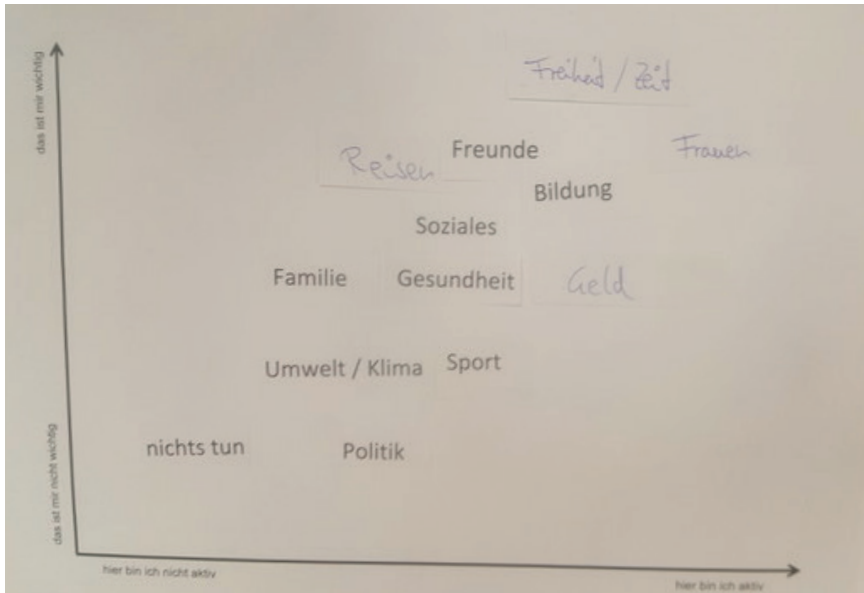 das ist mir wichtig
Freiheit / Zeit
Freunde
Frauen
Reisen
Bildung
Soziales
Familie
Gesundheit
Geld
Umwelt / Klima
Sport
nichts tun
Politik
das ist mir nicht wichtig
hier bin ich nicht aktiv
hier bin ich aktiv